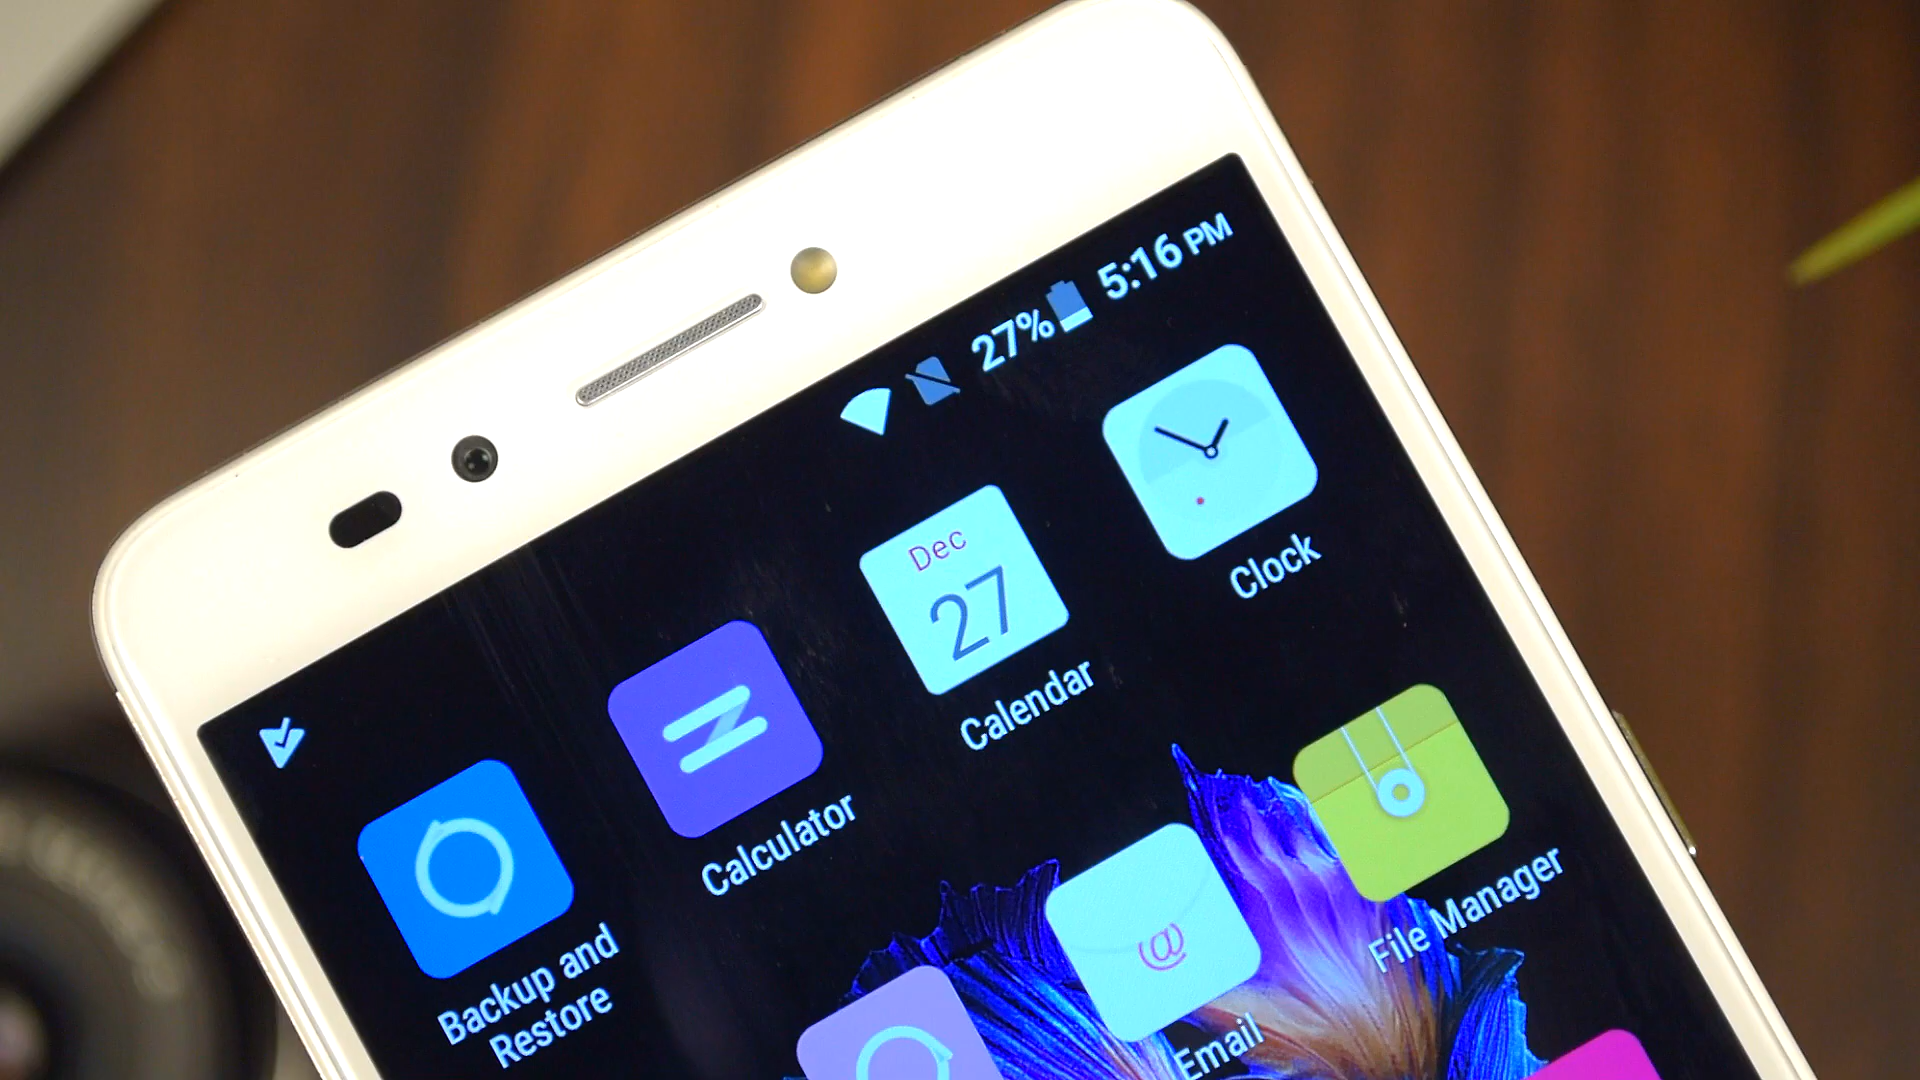 27% 5:16 PM
Dec
27
Clock
Calendar
Calculator
Backup and
Restore
File Manager
@
Email